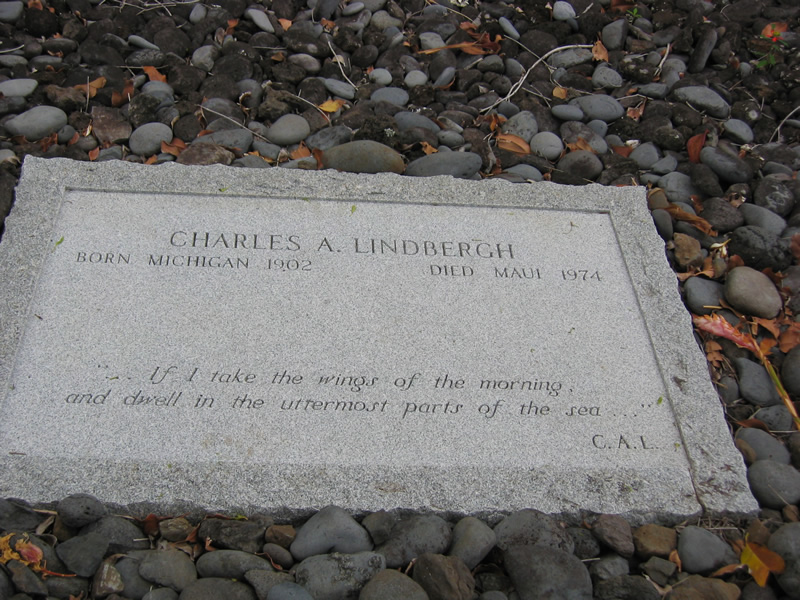 CHARLES A. LINDBERGH
BORN MICHIGAN 1902 DIED MAUI 1974
"... If I take the wings of the morning,
and dwell in the uttermost parts of the sea ..."
C.A.L.